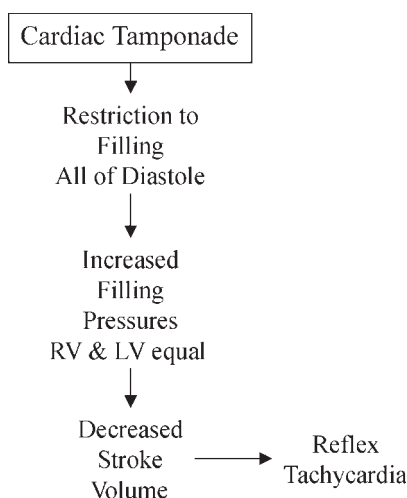 Cardiac Tamponade
Restriction to
Filling
All of Diastole
Increased
Filling
Pressures
RV & LV equal
Decreased
Stroke
Volume
Reflex
Tachycardia